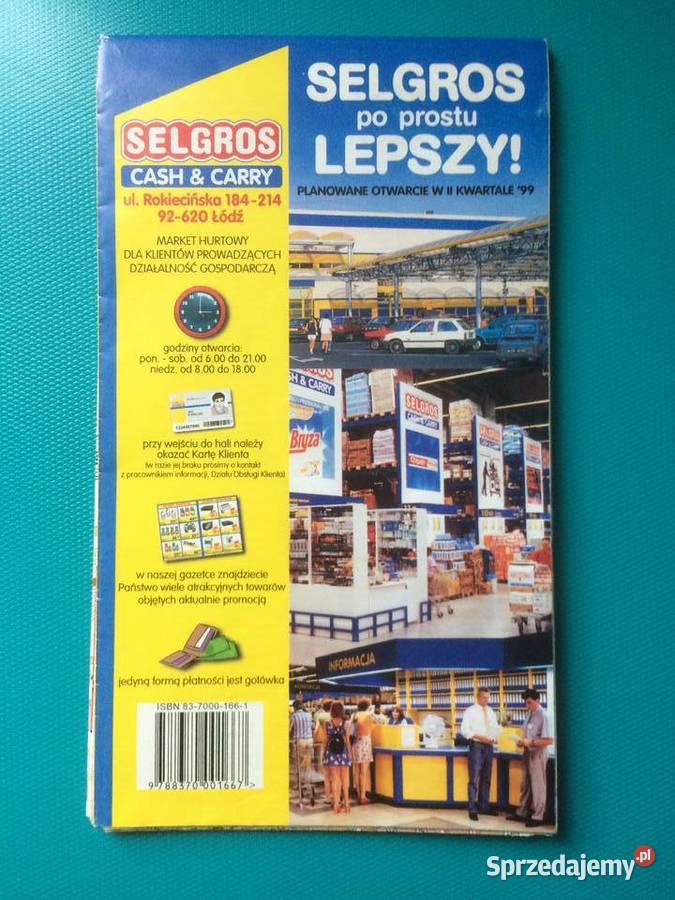 SELGROS
po prostu
LEPSZY!
PLANOWANE OTWARCIE W II KWARTALE '99
SELGROS
CASH & CARRY
ul. Rokicińska 184-214
92-620 Łódź
MARKET HURTOWY
DLA KLIENTÓW PROWADZĄCYCH
DZIAŁALNOŚĆ GOSPODARCZĄ
godziny otwarcia:
pon. - sob. od 6.00 do 21.00
niedz. od 8.00 do 18.00
przy wejściu do hali należy
okazać Kartę Klienta
(w razie jej braku prosimy o kontakt
z pracownikiem informacji, Działu Obsługi Klienta)
w naszej gazetce znajdziecie
Państwo wiele atrakcyjnych towarów
objętych aktualnie promocją
jedyną formą płatności jest gotówka
ISBN 83-7000-166-1
9 788370 001667 >
SH & CARRY
Bryza
SELGROS
CASH & CARRY
INFORMACJA
Sprzedajemy.pl